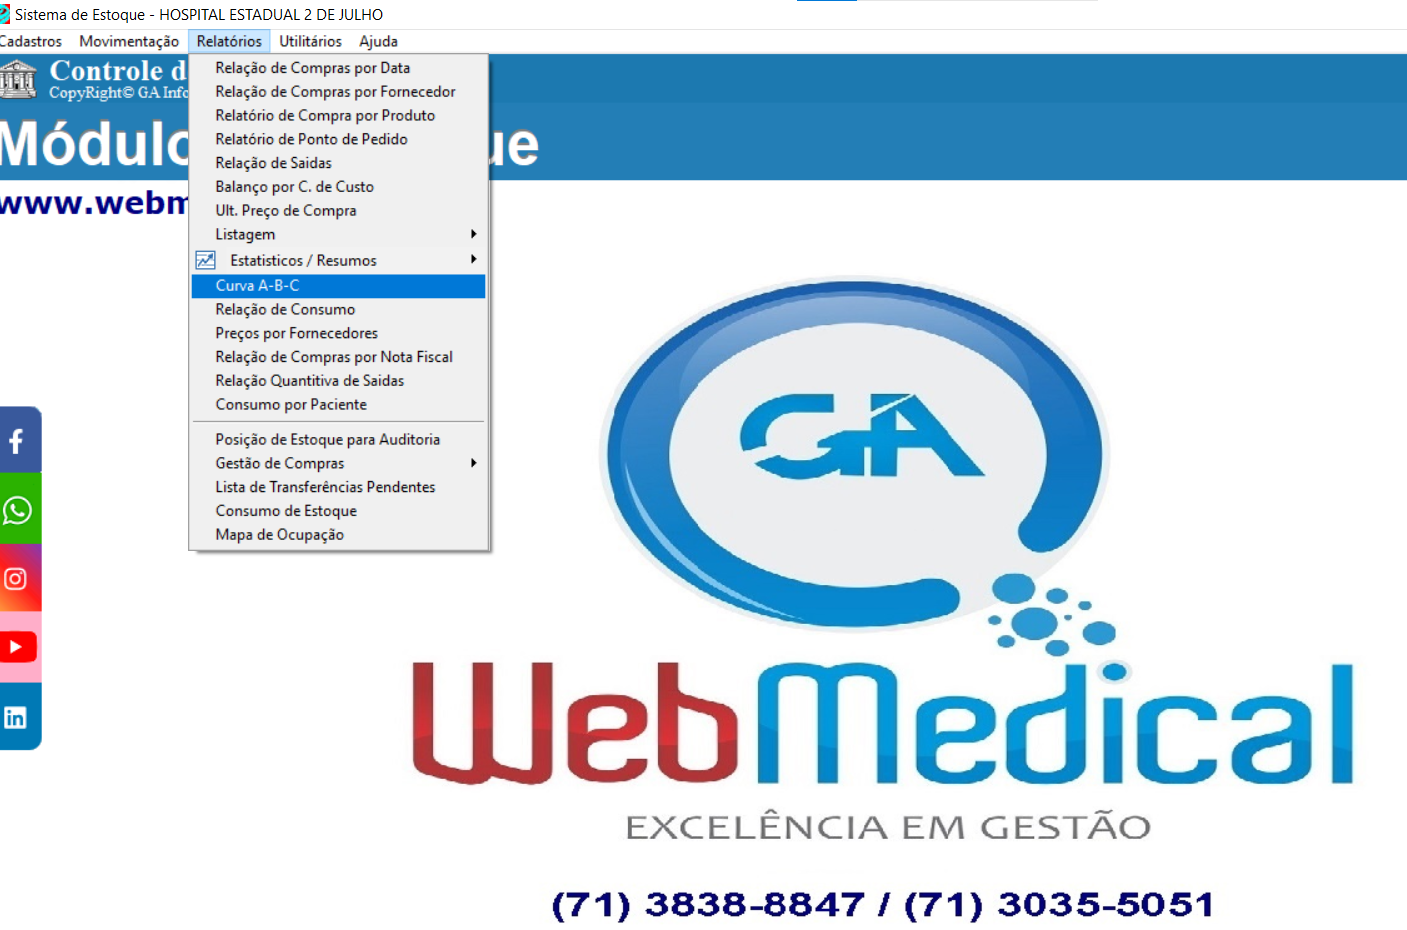 Sistema de Estoque - HOSPITAL ESTADUAL 2 DE JULHO
Cadastros Movimentação Relatórios Utilitários Ajuda
Controle d
CopyRight© GA Info
Módulo ue
www.webm
Relação de Compras por Data
Relação de Compras por Fornecedor
Relatório de Compra por Produto
Relatório de Ponto de Pedido
Relação de Saidas
Balanço por C. de Custo
Ult. Preço de Compra
Listagem
Estatisticos / Resumos
Curva A-B-C
Relação de Consumo
Preços por Fornecedores
Relação de Compras por Nota Fiscal
Relação Quantitiva de Saidas
Consumo por Paciente
Posição de Estoque para Auditoria
Gestão de Compras
Lista de Transferências Pendentes
Consumo de Estoque
Mapa de Ocupação
GA
WebMedical
EXCELÊNCIA EM GESTÃO
(71) 3838-8847 / (71) 3035-5051